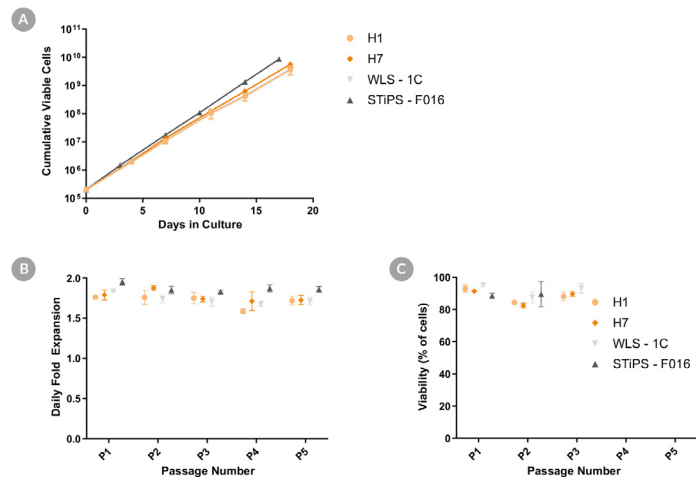 A
Cumulative Viable Cells
10¹¹
10¹⁰
10⁹
10⁸
10⁷
10⁶
10⁵
0
5
10
15
20
Days in Culture
H1
H7
WLS - 1C
STiPS - F016
B
Daily Fold Expansion
2.0
1.5
1.0
0.5
0.0
P1
P2
P3
P4
P5
Passage Number
C
Viability (% of cells)
100
80
60
40
20
0
P1
P2
P3
P4
P5
Passage Number
H1
H7
WLS - 1C
STiPS - F016